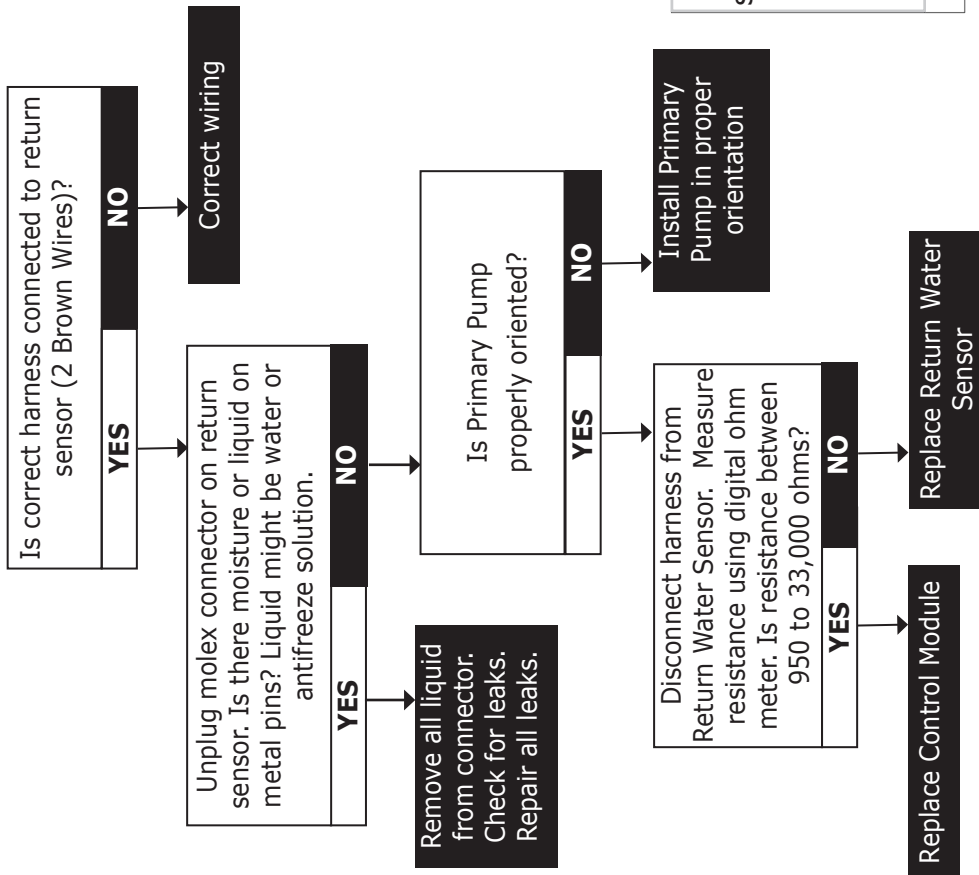 Is correct harness connected to return
sensor (2 Brown Wires)?
YES
NO
Correct wiring
Unplug molex connector on return
sensor. Is there moisture or liquid on
metal pins? Liquid might be water or
antifreeze solution.
YES
NO
Remove all liquid
from connector.
Check for leaks.
Repair all leaks.
Is Primary Pump
properly oriented?
YES
NO
Install Primary
Pump in proper
orientation
Disconnect harness from
Return Water Sensor. Measure
resistance using digital ohm
meter. Is resistance between
950 to 33,000 ohms?
YES
NO
Replace Control Module
Replace Return Water
Sensor